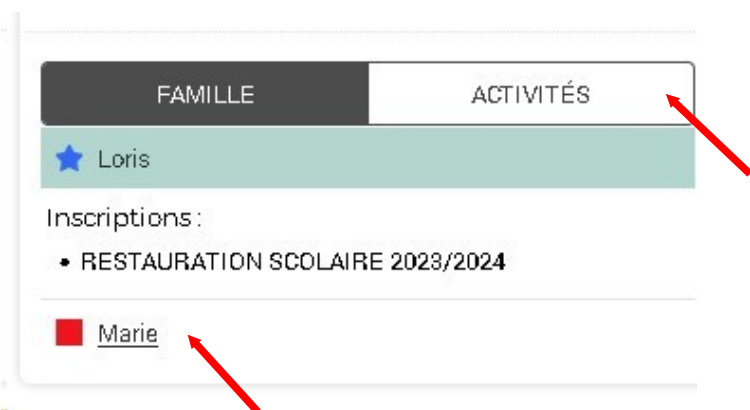 FAMILLE ACTIVITÉS
Loris
Inscriptions :
• RESTAURATION SCOLAIRE 2023/2024
Marie